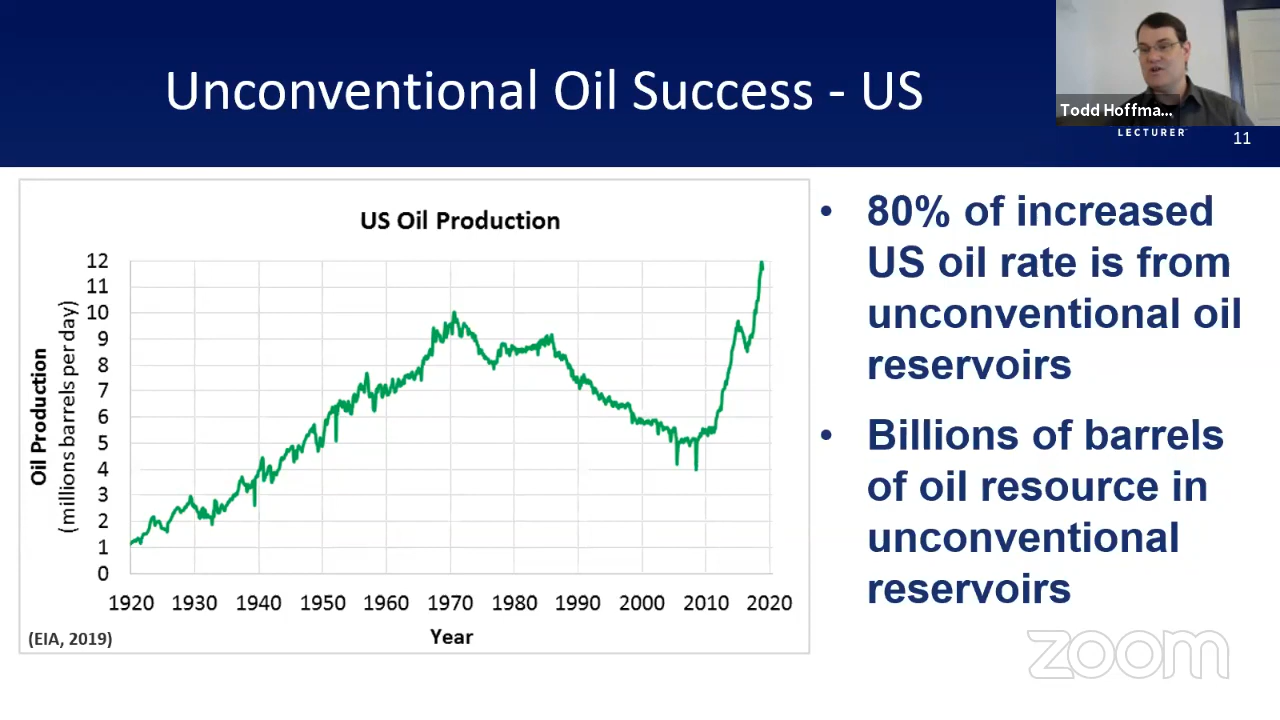 Unconventional Oil Success - US
Todd Hoffma...
LECTURER
11
US Oil Production
12
11
10
9
8
7
6
5
4
3
2
1
0
Oil Production
(millions barrels per day)
1920 1930 1940 1950 1960 1970 1980 1990 2000 2010 2020
Year
(EIA, 2019)
• 80% of increased
US oil rate is from
unconventional oil
reservoirs
• Billions of barrels
of oil resource in
unconventional
reservoirs
zoom